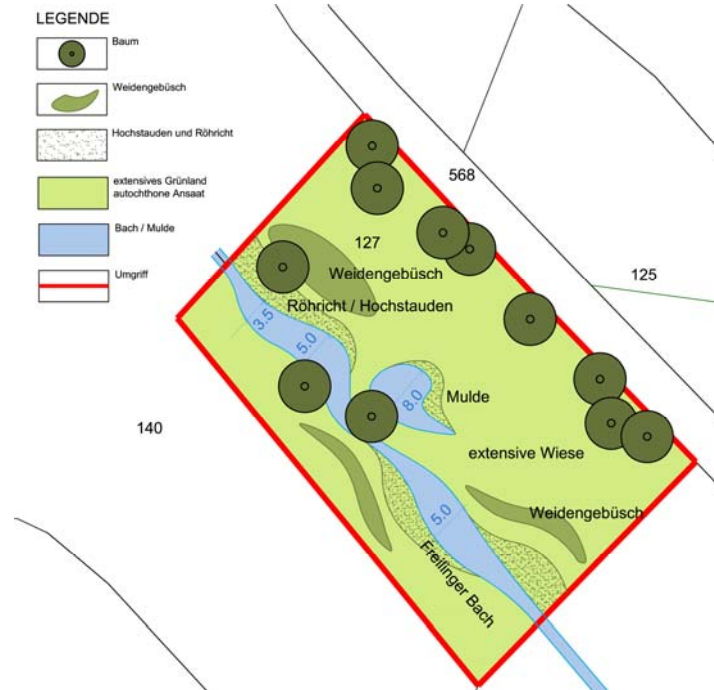 LEGENDE
Baum
Weidengebüsch
Hochstauden und Röhricht
extensives Grünland
autochthone Ansaat
Bach / Mulde
Umgriff
568
127
125
Weidengebüsch
Röhricht / Hochstauden
3.5
5.0
8.0
Mulde
140
extensive Wiese
5.0
Weidengebüsch
Freilinger Bach